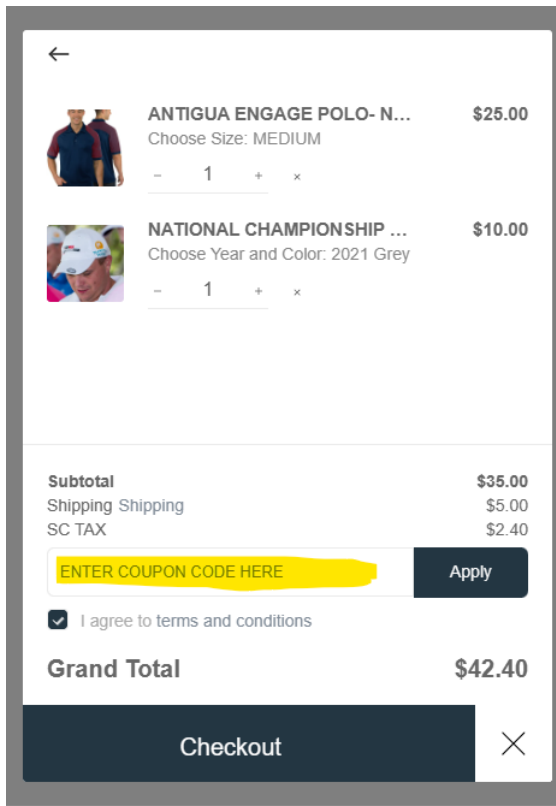 ANTIGUA ENGAGE POLO- N... $25.00
Choose Size: MEDIUM
− 1 + ×
NATIONAL CHAMPIONSHIP ... $10.00
Choose Year and Color: 2021 Grey
− 1 + ×
Subtotal $35.00
Shipping Shipping $5.00
SC TAX $2.40
ENTER COUPON CODE HERE Apply
I agree to terms and conditions
Grand Total $42.40
Checkout